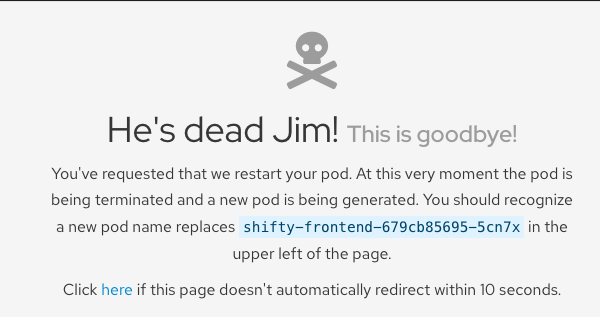 He's dead Jim! This is goodbye!
You've requested that we restart your pod. At this very moment the pod is
being terminated and a new pod is being generated. You should recognize
a new pod name replaces shifty-frontend-679cb85695-5cn7x in the
upper left of the page.
Click here if this page doesn't automatically redirect within 10 seconds.